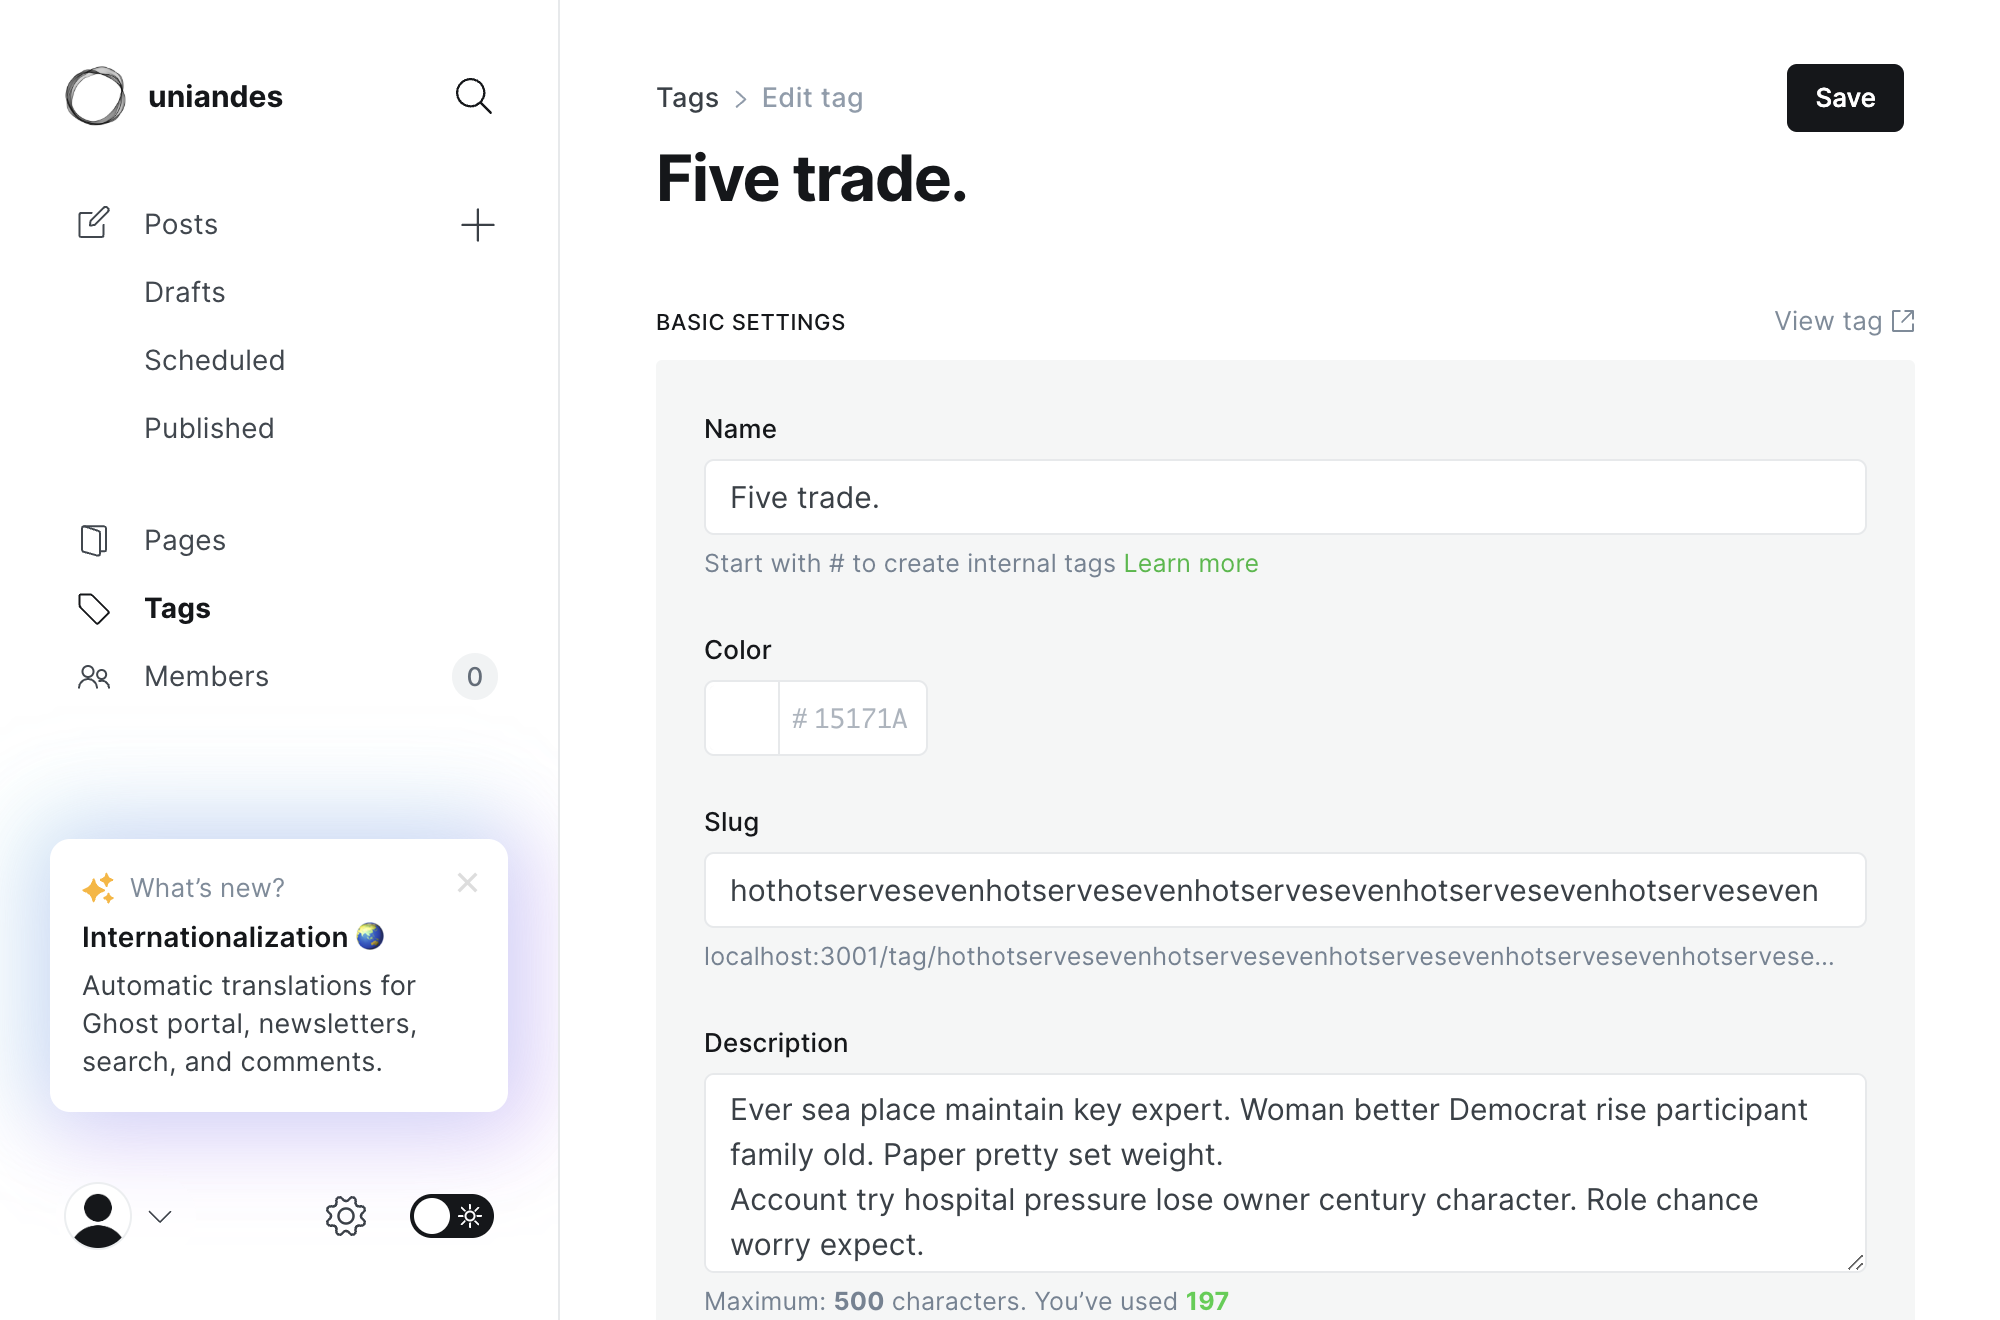 uniandes
Posts
Drafts
Scheduled
Published
Pages
Tags
Members
0
What’s new?
Internationalization
Automatic translations for
Ghost portal, newsletters,
search, and comments.
Tags > Edit tag
Save
Five trade.
BASIC SETTINGS
View tag
Name
Five trade.
Start with # to create internal tags Learn more
Color
# 15171A
Slug
hothotservesevenhotservesevenhotservesevenhotservesevenhotserveseven
localhost:3001/tag/hothotservesevenhotservesevenhotservesevenhotservesevenhotservese...
Description
Ever sea place maintain key expert. Woman better Democrat rise participant
family old. Paper pretty set weight.
Account try hospital pressure lose owner century character. Role chance
worry expect.
Maximum: 500 characters. You’ve used 197